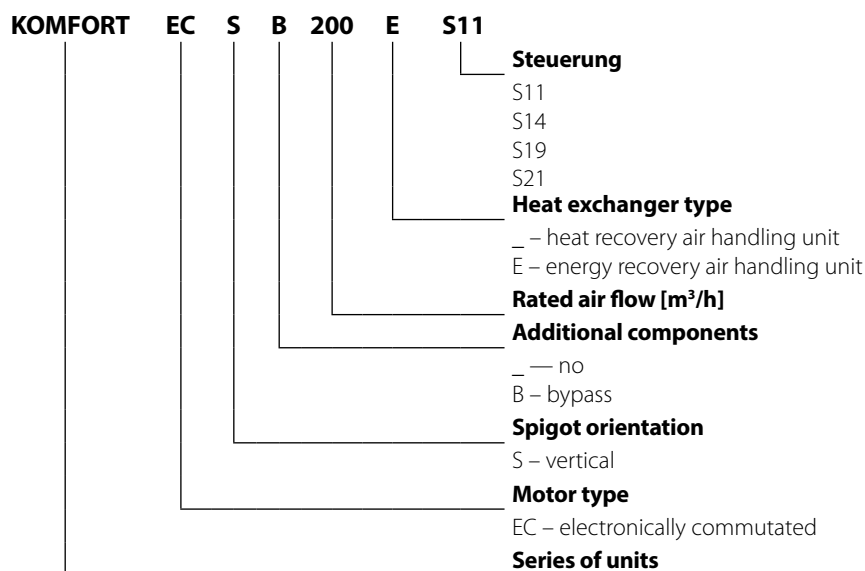 KOMFORT EC S B 200 E S11
Steuerung
S11
S14
S19
S21
Heat exchanger type
_ – heat recovery air handling unit
E – energy recovery air handling unit
Rated air flow [m³/h]
Additional components
_ — no
B – bypass
Spigot orientation
S – vertical
Motor type
EC – electronically commutated
Series of units